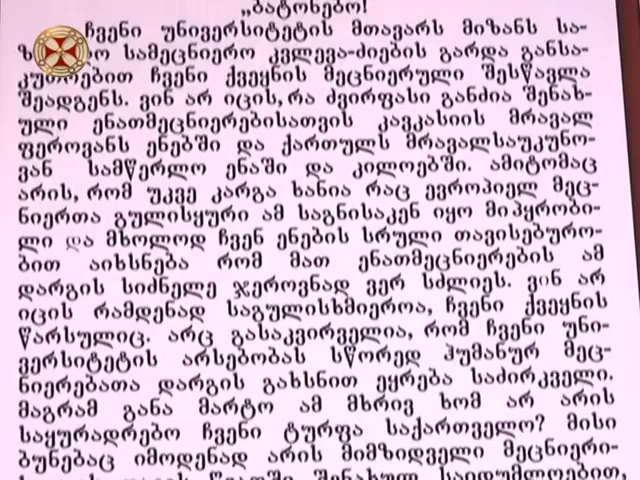 „ბატონებო!
ჩვენი უნივერსიტეტის მთავარს მიზანს სა-
სამეცნიერო კვლევა-ძიების გარდა განსა-
კუთრებით ჩვენი ქვეყნის მეცნიერული შესწავლა
შეადგენს. ვინ არ იცის, რა ძვირფასი განძია შენახ-
ული ენათმეცნიერებისათვის კავკასიის მრავალ
ფეროვანს ენებში და ქართულს მრავალსაუკუნო-
ვან სამწერლო ენაში და კილოებში. ამიტომაც
არის, რომ უკვე კარგა ხანია რაც ევროპიელ მეც-
ნიერთა გულისყური ამ საგნისაკენ იყო მიპყრობი-
ლი და მხოლოდ ჩვენ ენების სრული თავისებურო-
ბით აიხსნება რომ მათ ენათმეცნიერების ამ
დარგის სიძნელე ჯეროვნად ვერ სძლიეს. ვინ არ
იცის რამდენად საგულისხმიეროა, ჩვენი ქვეყნის
წარსულიც. არც გასაკვირველია, რომ ჩვენი უნი-
ვერსიტეტის არსებობას სწორედ ჰუმანურ მეც-
ნიერებათა დარგის გახსნით ეყრება საძირკველი.
მაგრამ განა მარტო ამ მხრივ ხომ არ არის
საყურადრებო ჩვენი ტურფა საქართველო? მისი
ბუნებაც იმოდენად არის მიმზიდველი მეცნიერი-
შენახულ საიდუმლოებით,